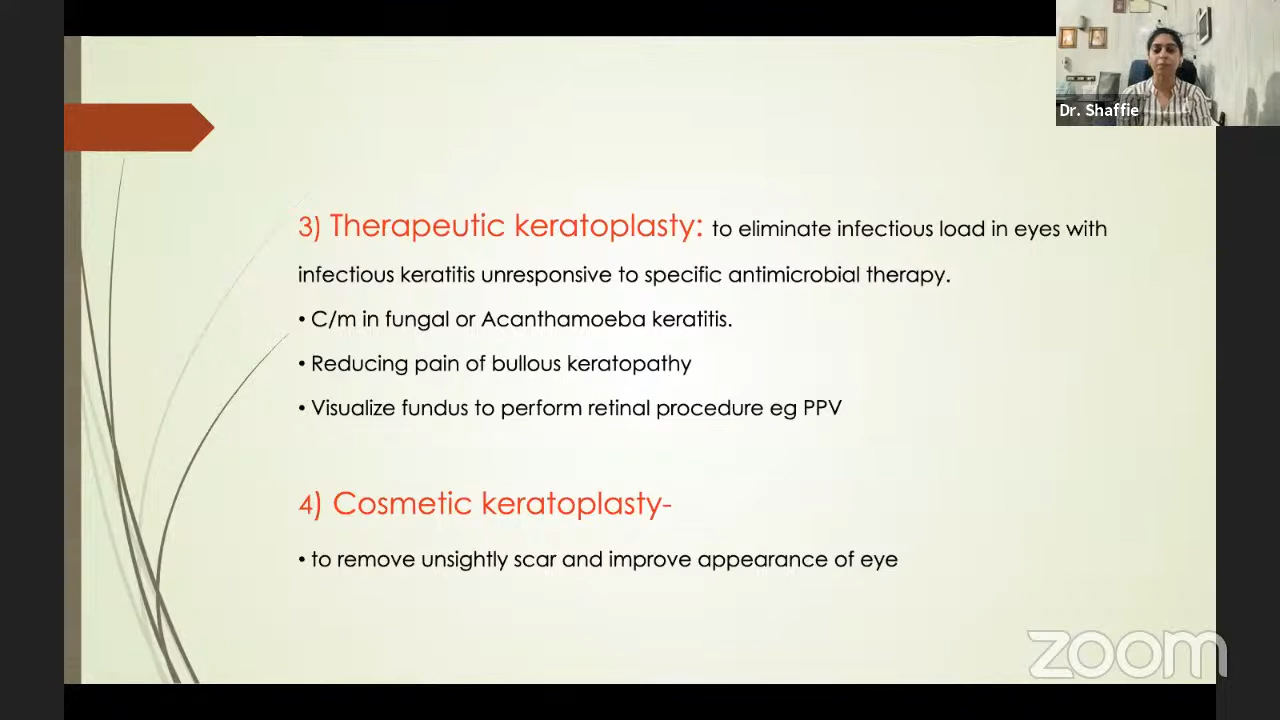 Dr. Shaffie
3) Therapeutic keratoplasty: to eliminate infectious load in eyes with
infectious keratitis unresponsive to specific antimicrobial therapy.
• C/m in fungal or Acanthamoeba keratitis.
• Reducing pain of bullous keratopathy
• Visualize fundus to perform retinal procedure eg PPV
4) Cosmetic keratoplasty-
• to remove unsightly scar and improve appearance of eye
zoom